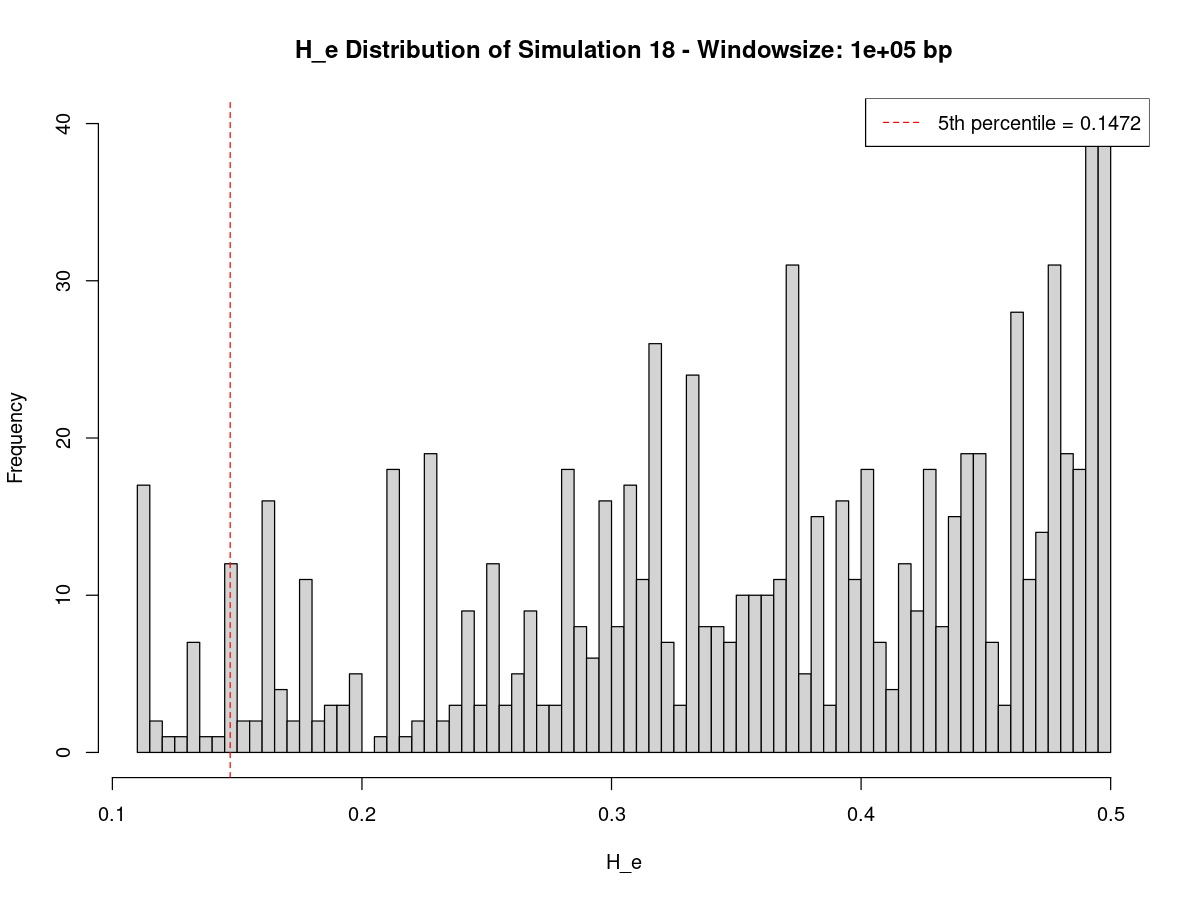 H_e Distribution of Simulation 18 - Windowsize: 1e+05 bp
5th percentile = 0.1472
Frequency
40
30
20
10
0
0.1 0.2 0.3 0.4 0.5
H_e